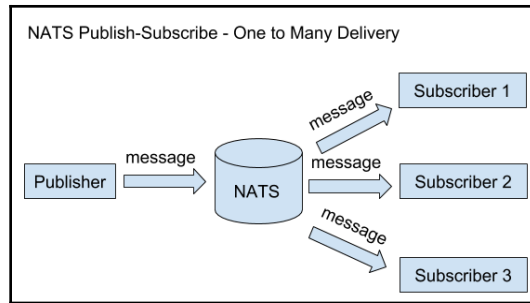 NATS Publish-Subscribe - One to Many Delivery
Publisher
message
NATS
message
Subscriber 1
message
Subscriber 2
message
Subscriber 3